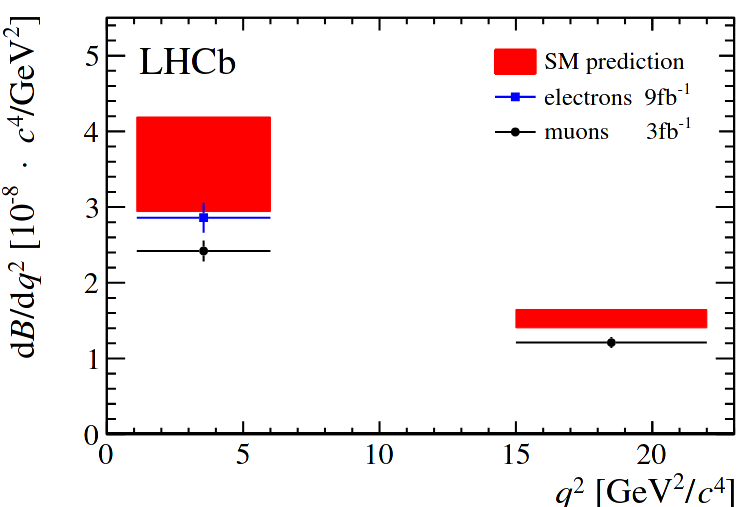 dB/dq² [10⁻⁸ · c⁴/GeV²]
LHCb
SM prediction
electrons 9fb⁻¹
muons 3fb⁻¹
5
4
3
2
1
0
0 5 10 15 20
q² [GeV²/c⁴]